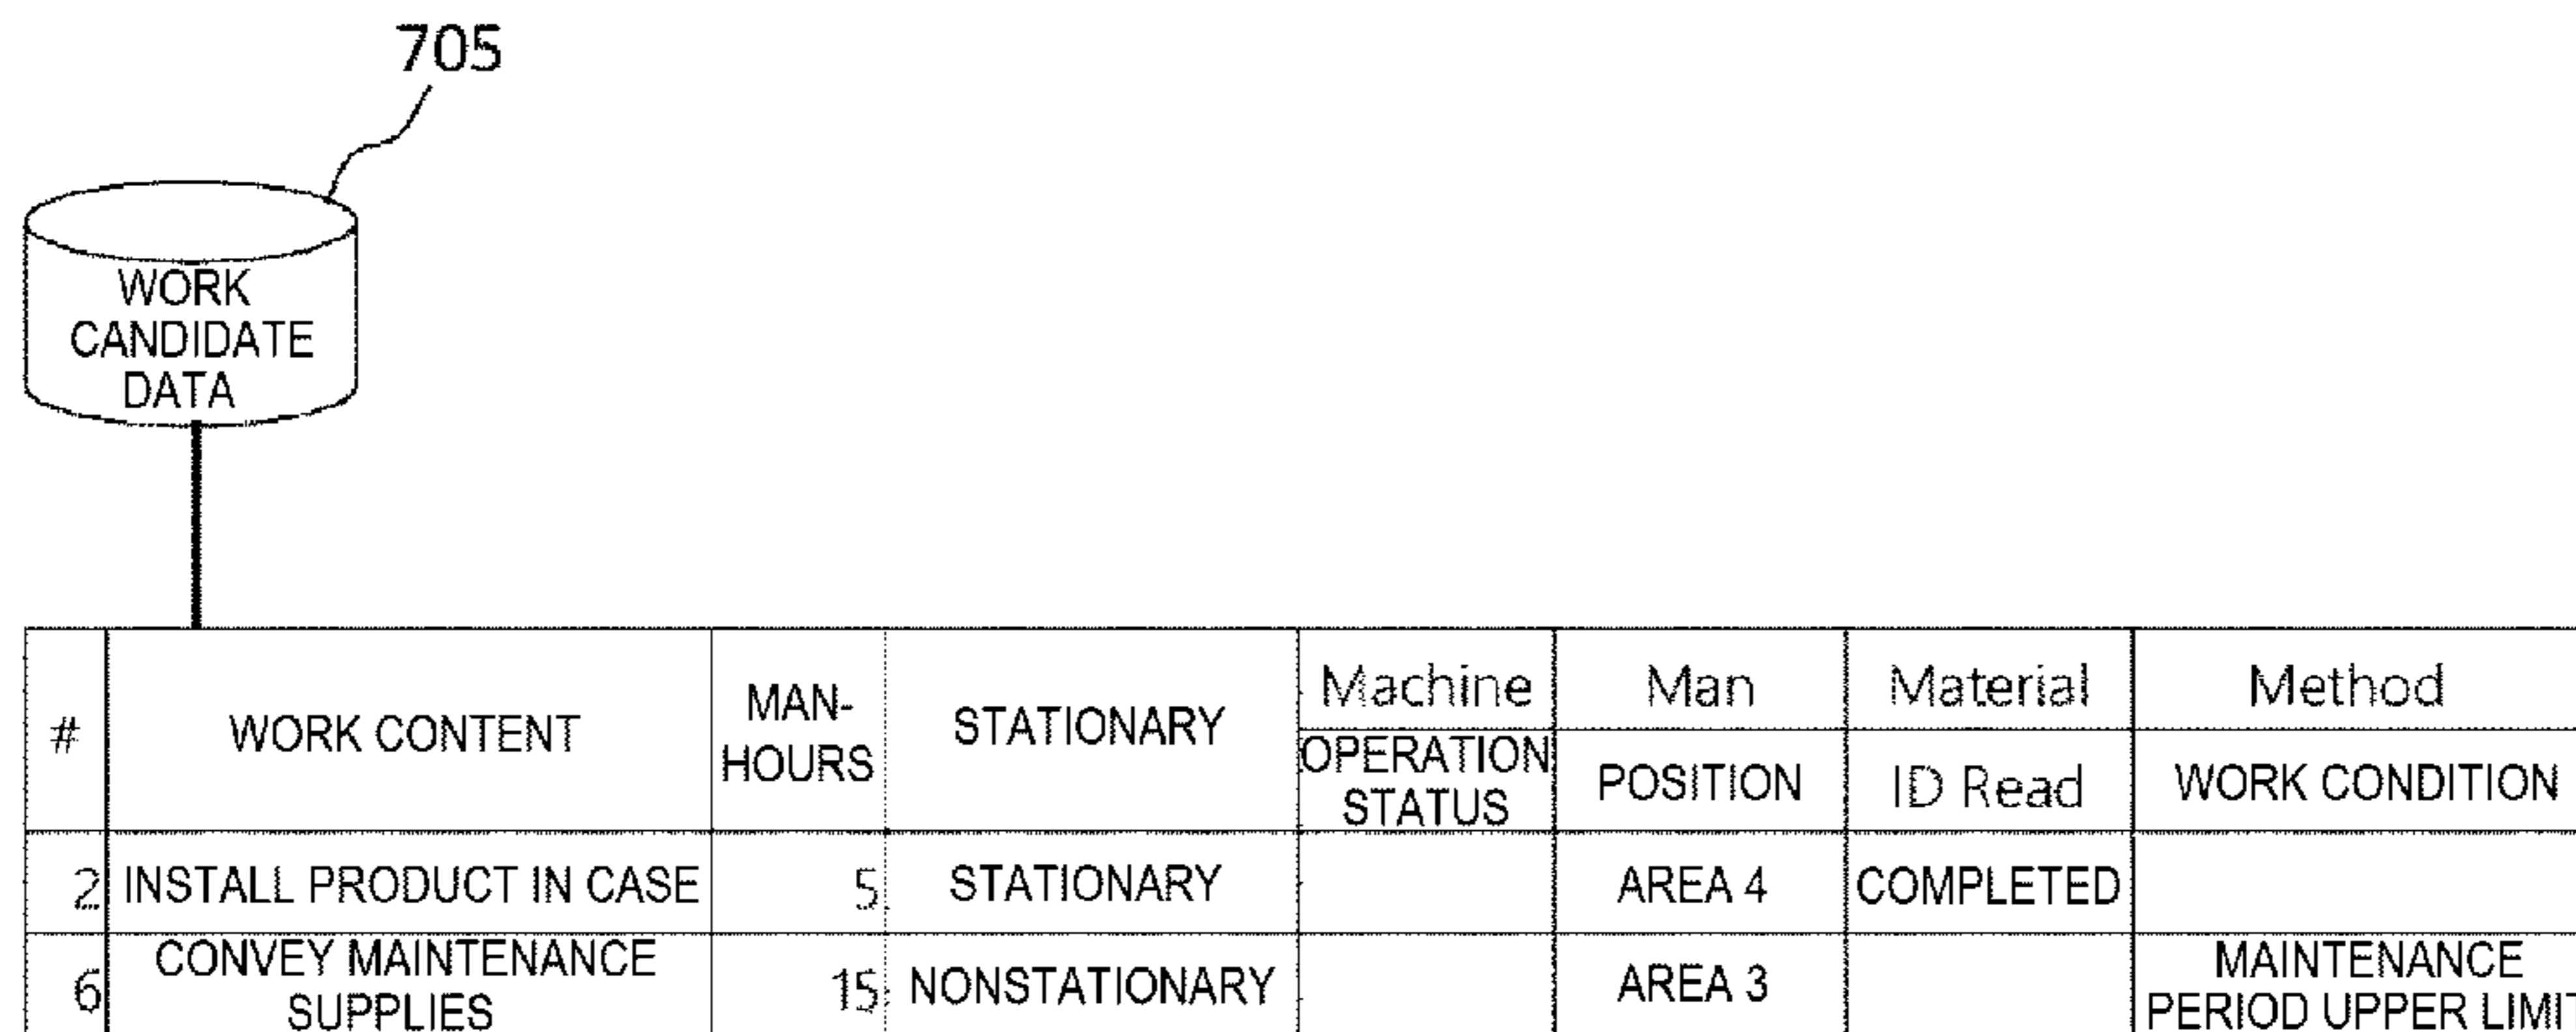 705
WORK
CANDIDATE
DATA
# WORK CONTENT MAN-HOURS STATIONARY Machine Man Material Method
OPERATION STATUS POSITION ID Read WORK CONDITION
2 INSTALL PRODUCT IN CASE 5 STATIONARY AREA 4 COMPLETED
6 CONVEY MAINTENANCE SUPPLIES 15 NONSTATIONARY AREA 3 MAINTENANCE PERIOD UPPER LIMIT